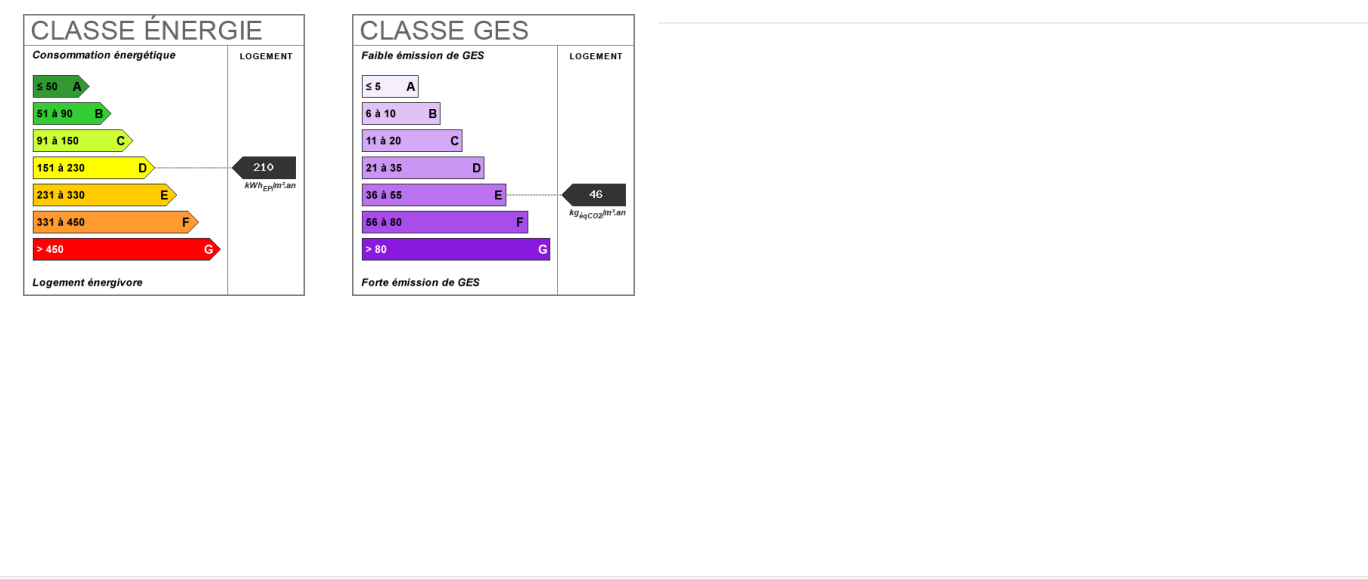 CLASSE ÉNERGIE
Consommation énergétique
LOGEMENT
≤ 50 A
51 à 90 B
91 à 150 C
151 à 230 D
210
kWhEP/m².an
231 à 330 E
331 à 450 F
> 450 G
Logement énergivore
CLASSE GES
Faible émission de GES
LOGEMENT
≤ 5 A
6 à 10 B
11 à 20 C
21 à 35 D
36 à 55 E
46
kgéqCO2/m².an
56 à 80 F
> 80 G
Forte émission de GES